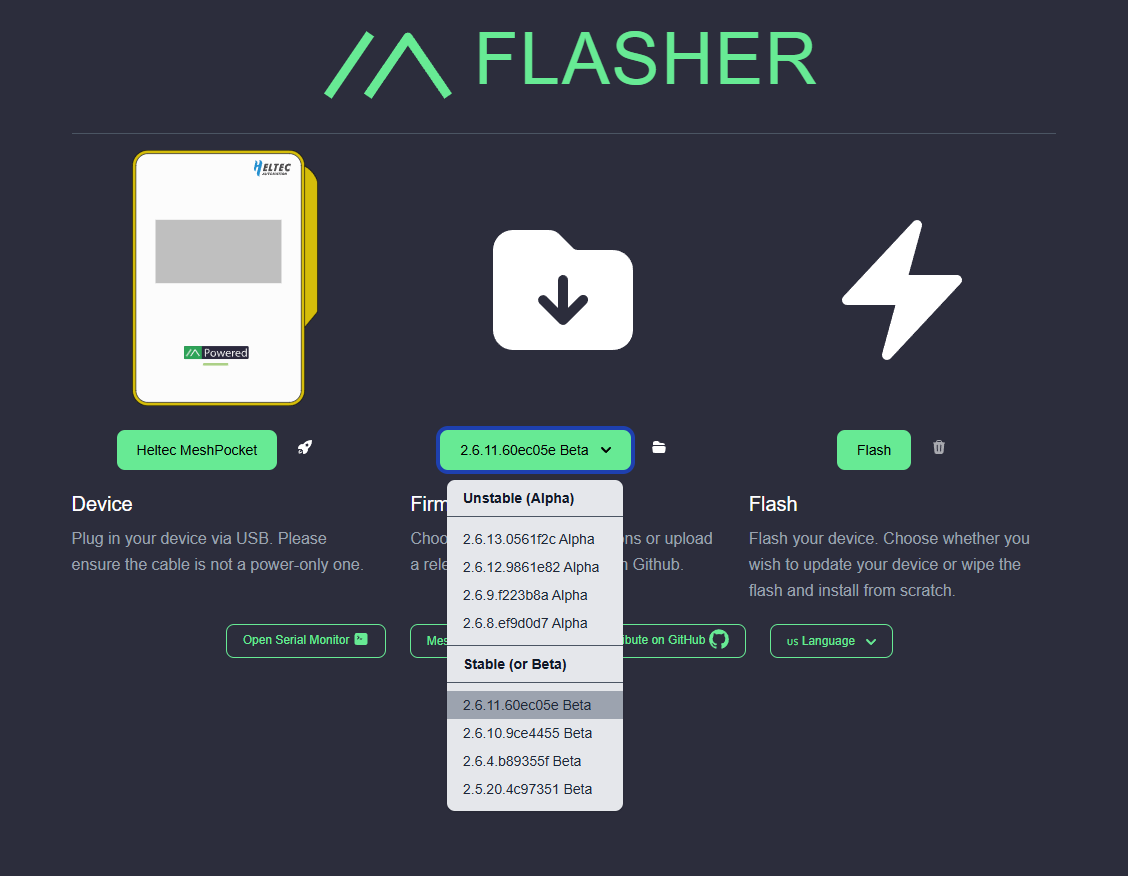 FLASHER
HELTEC
AUTOMATION
Powered
Heltec MeshPocket
2.6.11.60ec05e Beta
Flash
Device
Plug in your device via USB. Please
ensure the cable is not a power-only one.
Firm
Choo
ns or upload
a rele
Github.
Unstable (Alpha)
2.6.13.0561f2c Alpha
2.6.12.9861e82 Alpha
2.6.9.f223b8a Alpha
2.6.8.ef9d0d7 Alpha
Stable (or Beta)
2.6.11.60ec05e Beta
2.6.10.9ce4455 Beta
2.6.4.b89355f Beta
2.5.20.4c97351 Beta
Flash
Flash your device. Choose whether you
wish to update your device or wipe the
flash and install from scratch.
Open Serial Monitor
Mes
ibute on GitHub
us Language